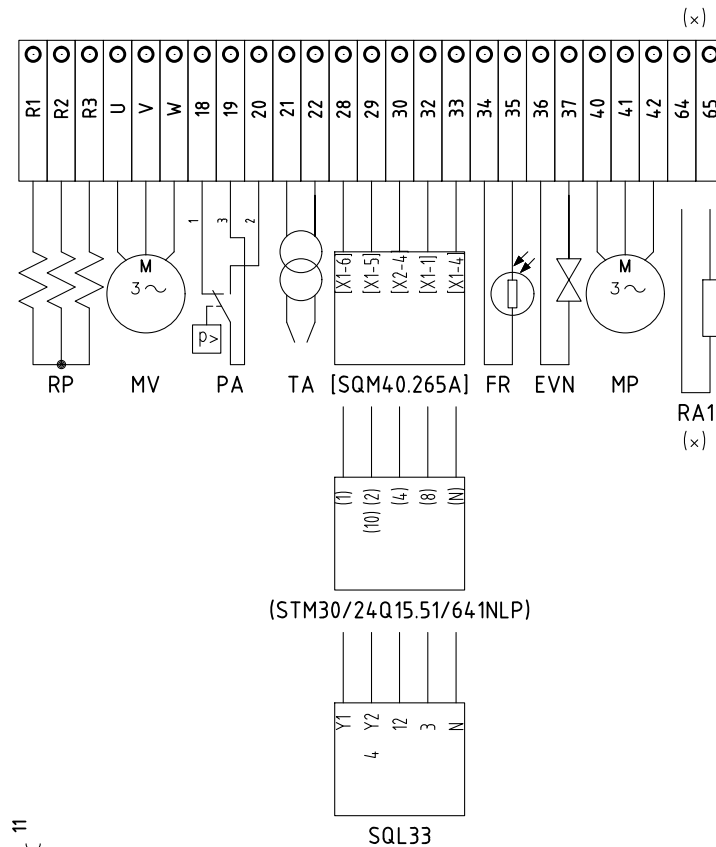 (×)
R1 R2 R3 U V W 18 19 20 21 22 28 29 30 32 33 34 35 36 37 40 41 42 64 65
1 3 2
M
3~
p>
[X1-6] [X1-5] [X2-4] [X1-1] [X1-4]
M
3~
RP MV PA TA [SQM40.265A] FR EVN MP
RA1
(×)
(1) (10) (2) (4) (8) (N)
(STM30/24Q15.51/641NLP)
Y1 Y2 12 3 N
4
SQL33
11